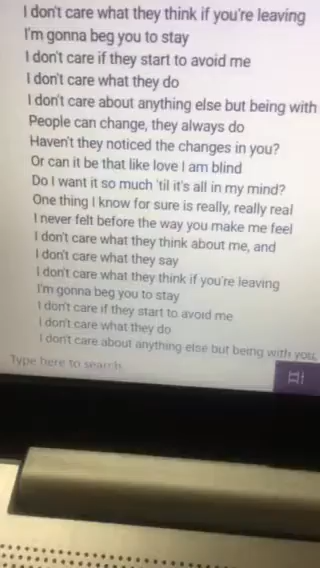 I don't care what they think if you're leaving
I'm gonna beg you to stay
I don't care if they start to avoid me
I don't care what they do
I don't care about anything else but being with
People can change, they always do
Haven't they noticed the changes in you?
Or can it be that like love I am blind
Do I want it so much 'til it's all in my mind?
One thing I know for sure is really, really real
I never felt before the way you make me feel
I don't care what they think about me, and
I don't care what they say
I don't care what they think if you're leaving
I'm gonna beg you to stay
I don't care if they start to avoid me
I don't care what they do
I don't care about anything else but being with you,
Type here to search